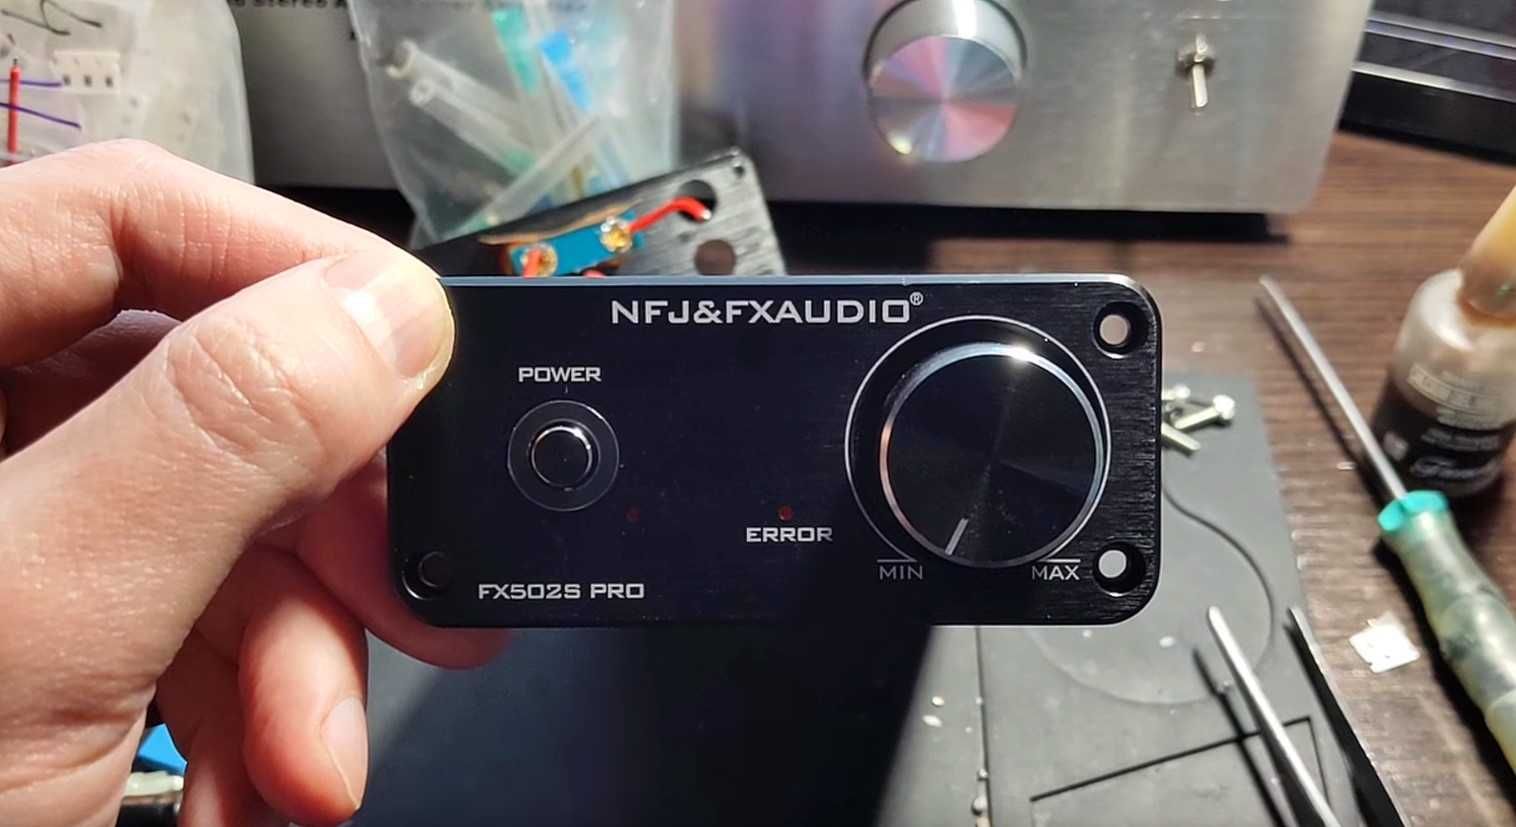 NFJ&FXAUDIO®
POWER
ERROR
MIN MAX
FX502S PRO